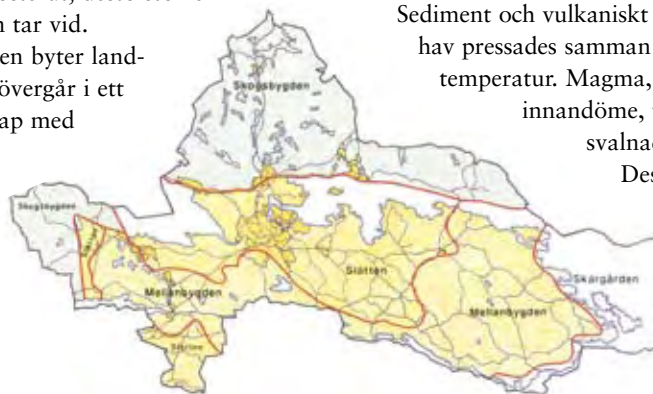 tar vid.
en byter land-
övergår i ett
ap med
Sediment och vulkaniskt
hav pressades samman
temperatur. Magma,
innandöme,
svalnad
Des
Skogsbygden
Skogsbygden
Mellanbygden
Slätten
Mellanbygden
Skärgården